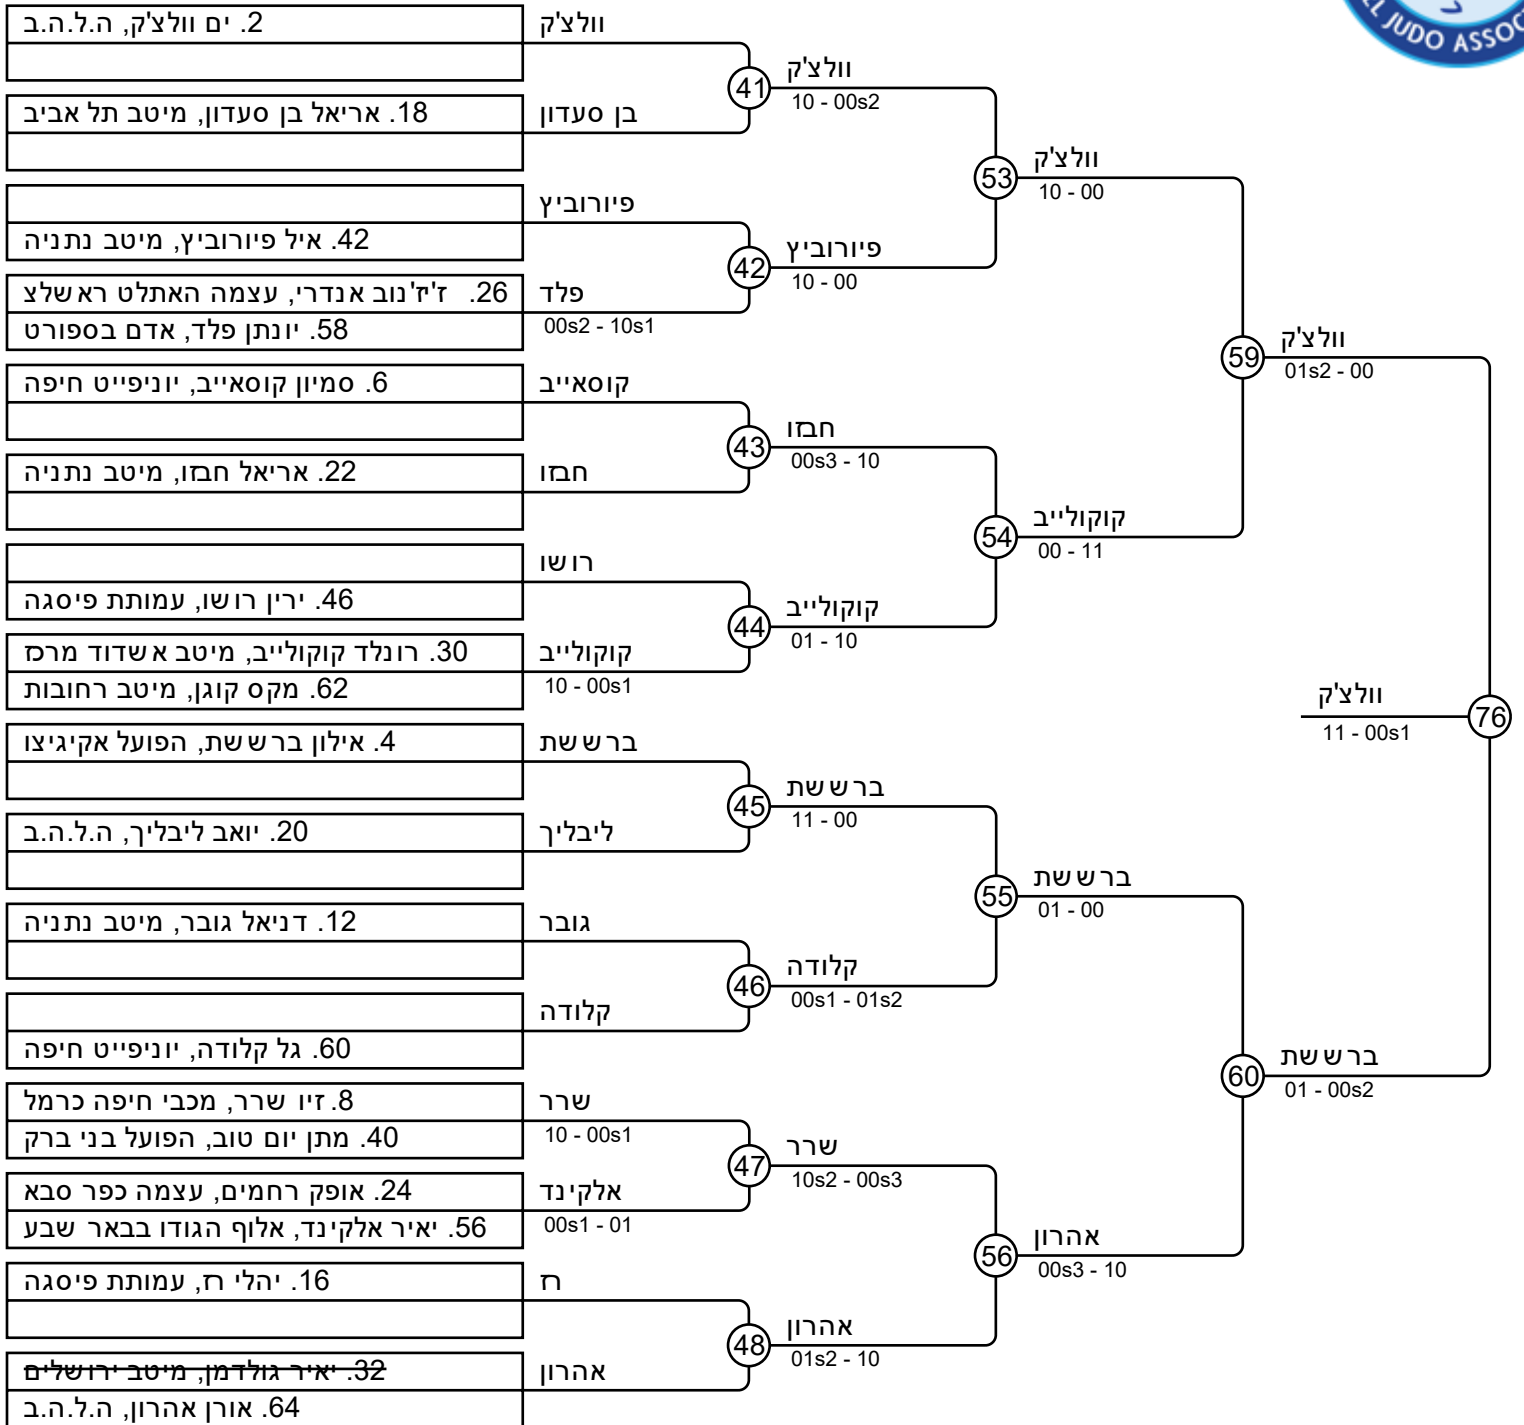 2. ים וולצ'ק, ה.ל.ה.ב
18. אריאל בן סעדון, מיטב תל אביב
42. איל פיורוביץ, מיטב נתניה
26. ז'יז'נוב אנדרי, עצמה האתלט ראשלצ
58. יונתן פלד, אדם בספורט
6. סמיון קוסאייב, יוניפייט חיפה
22. אריאל חבזו, מיטב נתניה
46. ירין רושו, עמותת פיסגה
30. רונלד קוקולייב, מיטב אשדוד מרכז
62. מקס קוגן, מיטב רחובות
4. אילון ברששת, הפועל אקיגיצו
20. יואב ליבליך, ה.ל.ה.ב
12. דניאל גובר, מיטב נתניה
60. גל קלודה, יוניפייט חיפה
8. זיו שרר, מכבי חיפה כרמל
40. מתן יום טוב, הפועל בני ברק
24. אופק רחמים, עצמה כפר סבא
56. יאיר אלקינד, אלוף הגודו בבאר שבע
16. יהלי רז, עמותת פיסגה
32. יאיר גולדמן, מיטב ירושלים
64. אורן אהרון, ה.ל.ה.ב
וולצ'ק
בן סעדון
פיורוביץ
פלד
00s2 - 10s1
קוסאייב
חבזו
רושו
קוקולייב
10 - 00s1
ברששת
ליבליך
גובר
קלודה
שרר
10 - 00s1
אלקינד
00s1 - 01
רז
אהרון
41
וולצ'ק
10 - 00s2
42
פיורוביץ
10 - 00
43
חבזו
00s3 - 10
44
קוקולייב
01 - 10
45
ברששת
11 - 00
46
קלודה
00s1 - 01s2
47
שרר
10s2 - 00s3
48
אהרון
01s2 - 10
53
וולצ'ק
10 - 00
54
קוקולייב
00 - 11
55
ברששת
01 - 00
56
אהרון
00s3 - 10
59
וולצ'ק
01s2 - 00
60
ברששת
01 - 00s2
76
וולצ'ק
11 - 00s1
JUDO